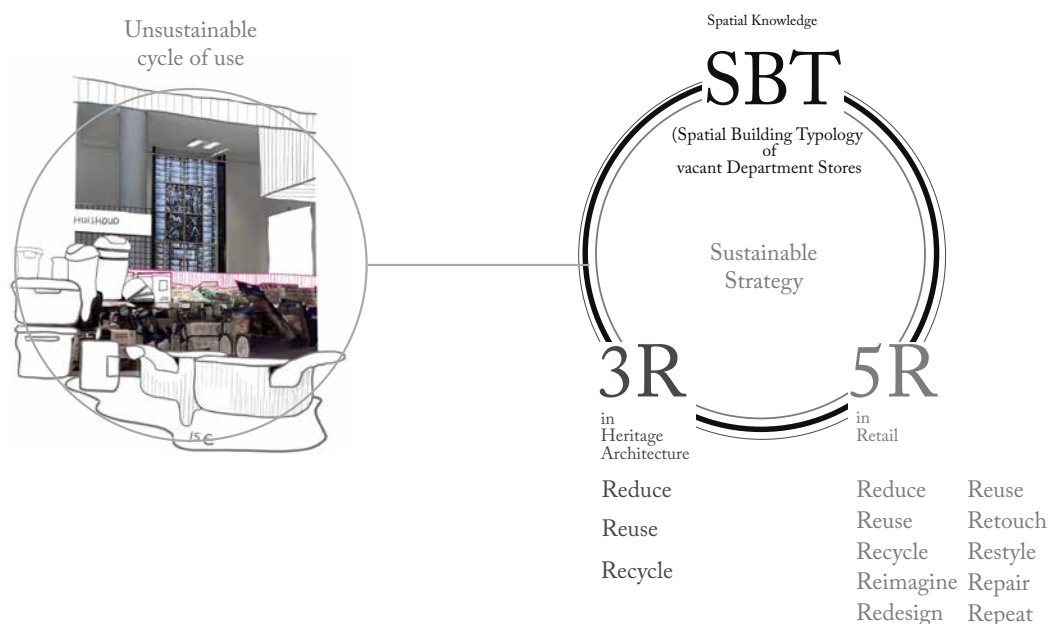 Unsustainable
cycle of use
HUISHOUD
15€
Spatial Knowledge
SBT
(Spatial Building Typology
of
vacant Department Stores
Sustainable
Strategy
3R
in
Heritage
Architecture
Reduce
Reuse
Recycle
5R
in
Retail
Reduce
Reuse
Recycle
Reimagine
Redesign
Reuse
Retouch
Restyle
Repair
Repeat